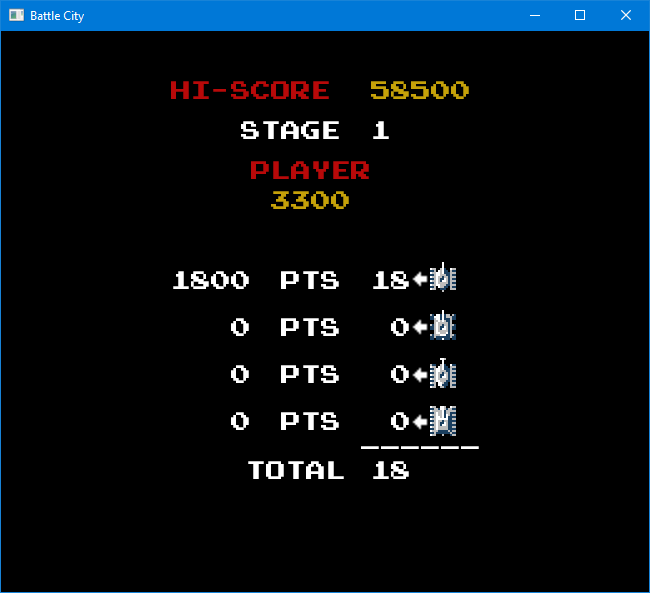 Battle City
HI-SCORE 58500
STAGE 1
PLAYER
3300
1800 PTS 18
0 PTS 0
0 PTS 0
0 PTS 0
TOTAL 18